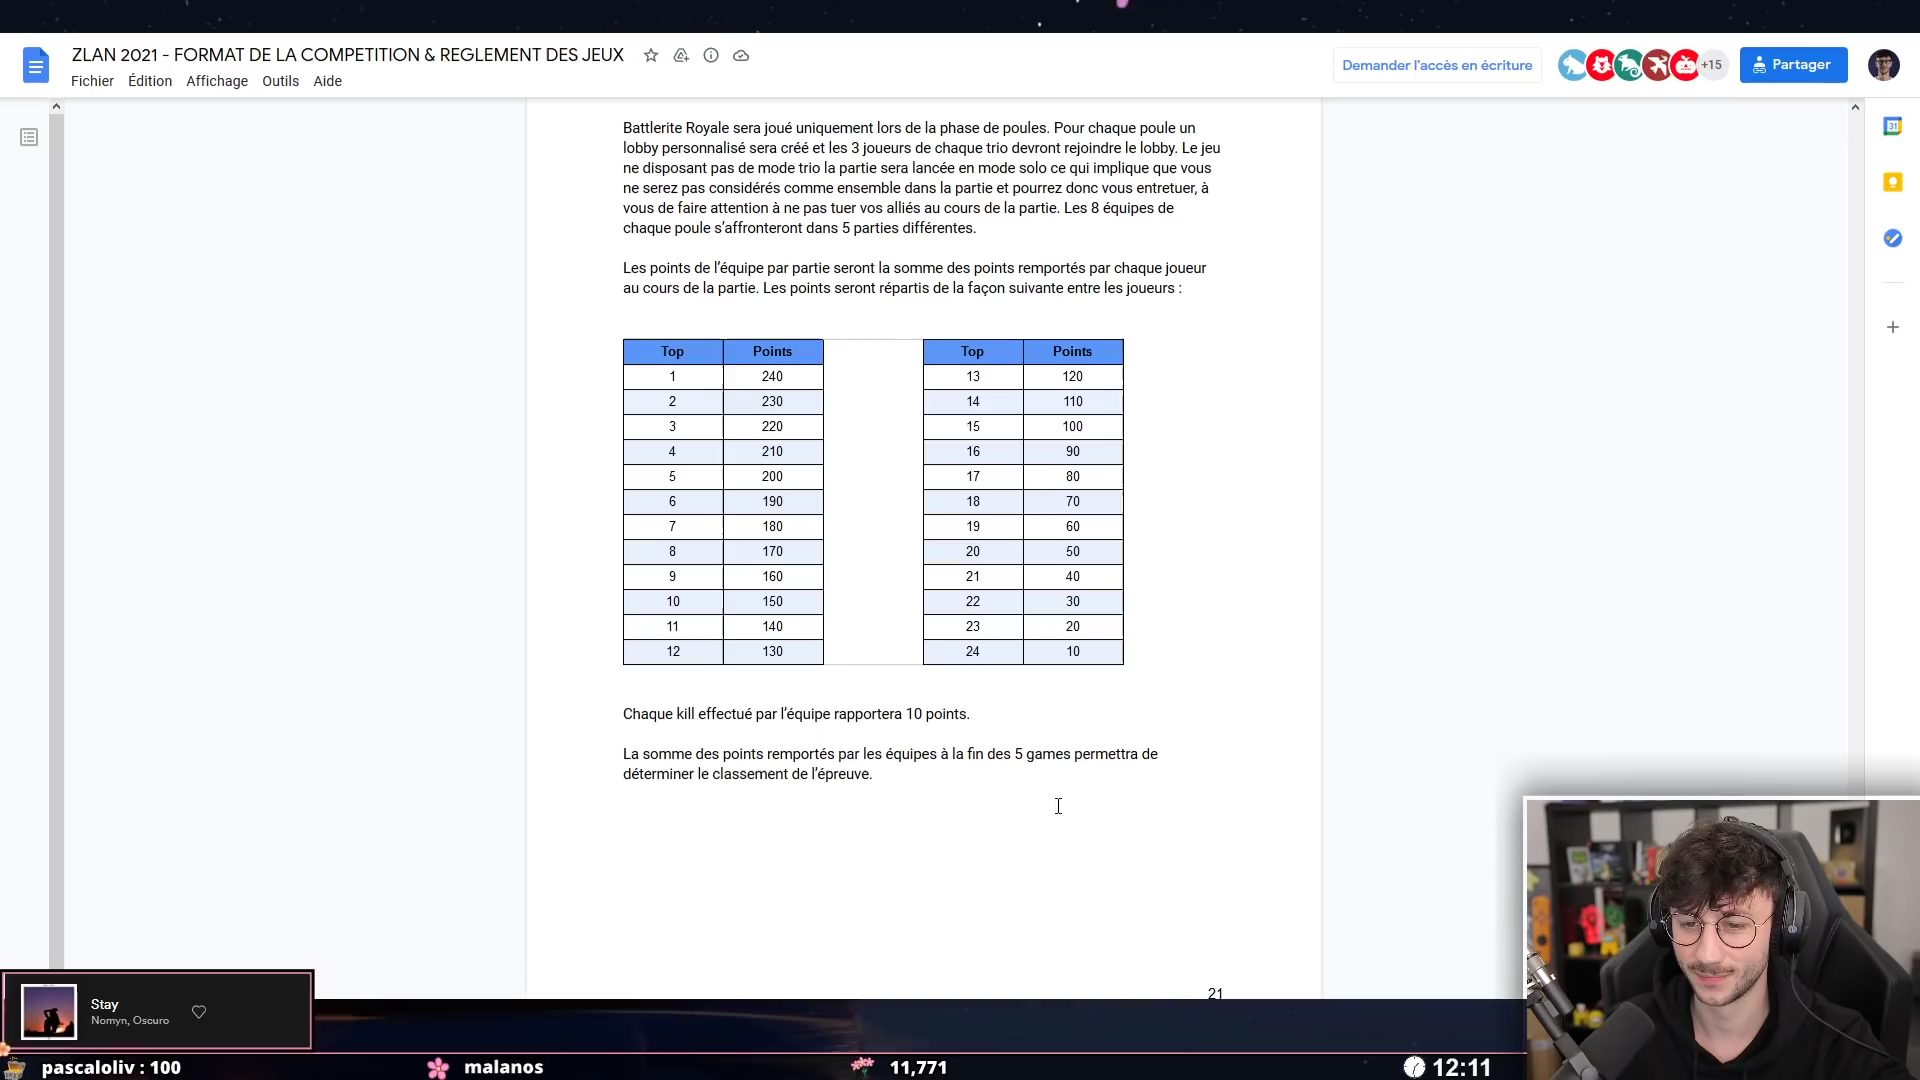 ZLAN 2021 - FORMAT DE LA COMPETITION & REGLEMENT DES JEUX
Fichier Édition Affichage Outils Aide
Demander l'accès en écriture
+15
Partager
31
Battlerite Royale sera joué uniquement lors de la phase de poules. Pour chaque poule un
lobby personnalisé sera créé et les 3 joueurs de chaque trio devront rejoindre le lobby. Le jeu
ne disposant pas de mode trio la partie sera lancée en mode solo ce qui implique que vous
ne serez pas considérés comme ensemble dans la partie et pourrez donc vous entretuer, à
vous de faire attention à ne pas tuer vos alliés au cours de la partie. Les 8 équipes de
chaque poule s’affronteront dans 5 parties différentes.
Les points de l’équipe par partie seront la somme des points remportés par chaque joueur
au cours de la partie. Les points seront répartis de la façon suivante entre les joueurs :
Top Points Top Points
1 240 13 120
2 230 14 110
3 220 15 100
4 210 16 90
5 200 17 80
6 190 18 70
7 180 19 60
8 170 20 50
9 160 21 40
10 150 22 30
11 140 23 20
12 130 24 10
Chaque kill effectué par l’équipe rapportera 10 points.
La somme des points remportés par les équipes à la fin des 5 games permettra de
déterminer le classement de l’épreuve.
21
Stay
Nomyn, Oscuro
pascaloliv : 100
malanos
11,771
12:11